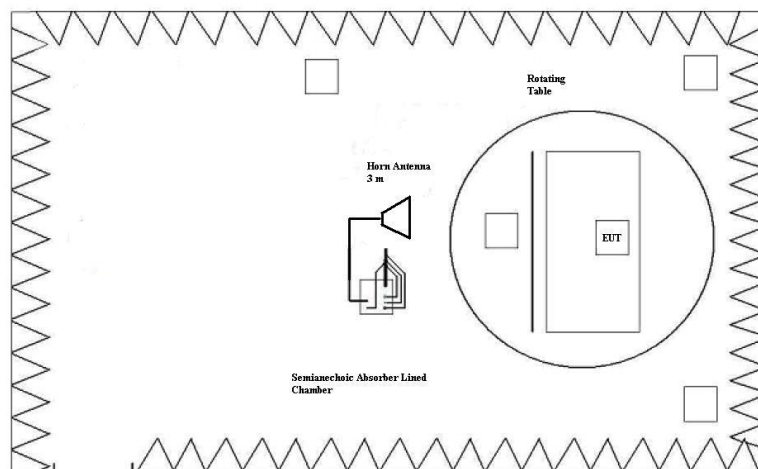 Rotating
Table
Horn Antenna
3 m
EUT
Semianechoic Absorber Lined
Chamber